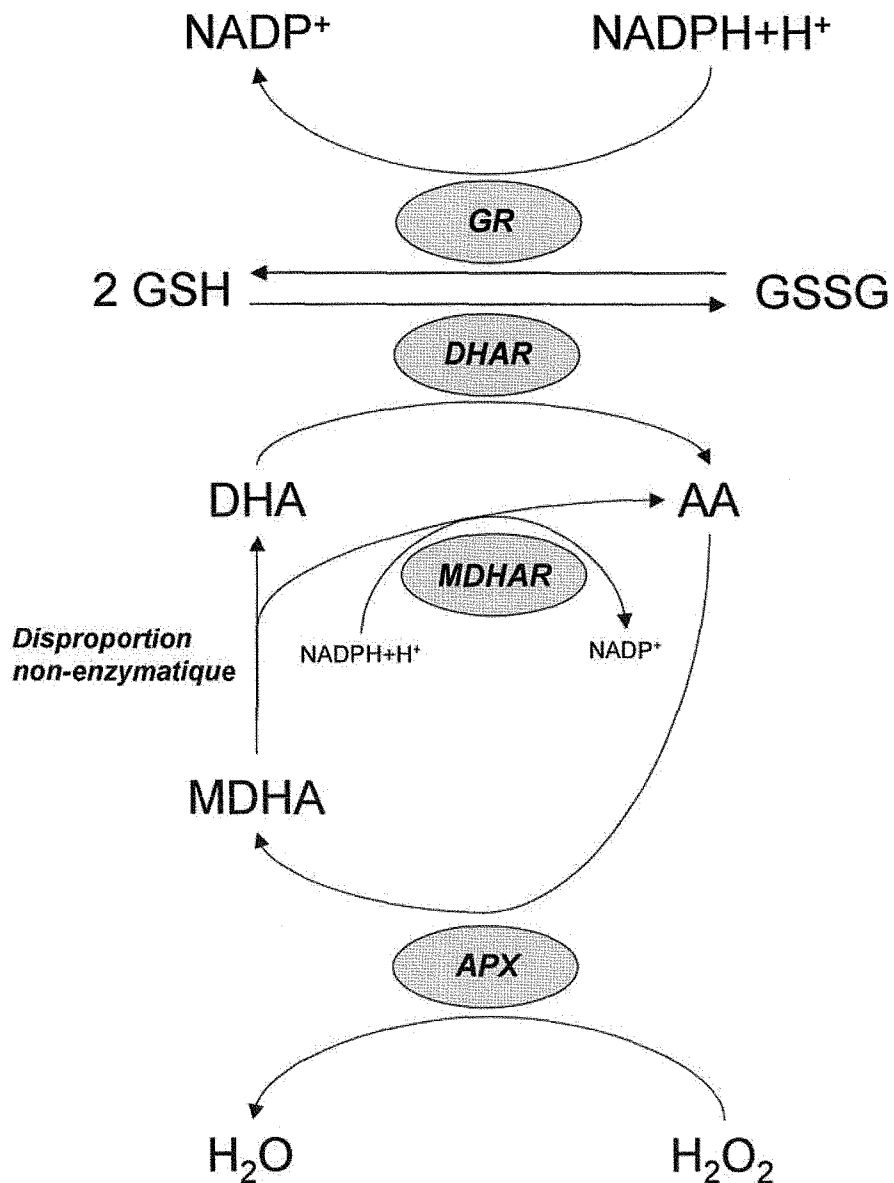 NADP⁺ NADPH+H⁺
GR
2 GSH GSSG
DHAR
DHA AA
MDHAR
Disproportion
non-enzymatique
NADPH+H⁺ NADP⁺
MDHA
APX
H₂O H₂O₂